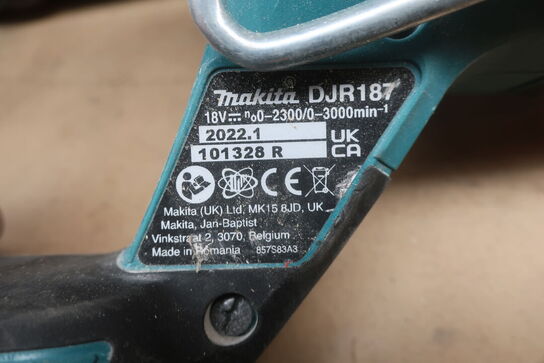 makita DJR187
18V⎓ n₀0-2300/0-3000min⁻¹
2022.1
101328 R
UK
CA
CE
Makita (UK) Ltd, MK15 8JD, UK
Makita, Jan-Baptist
Vinkstraat 2, 3070, Belgium
Made in Romania 857S83A3